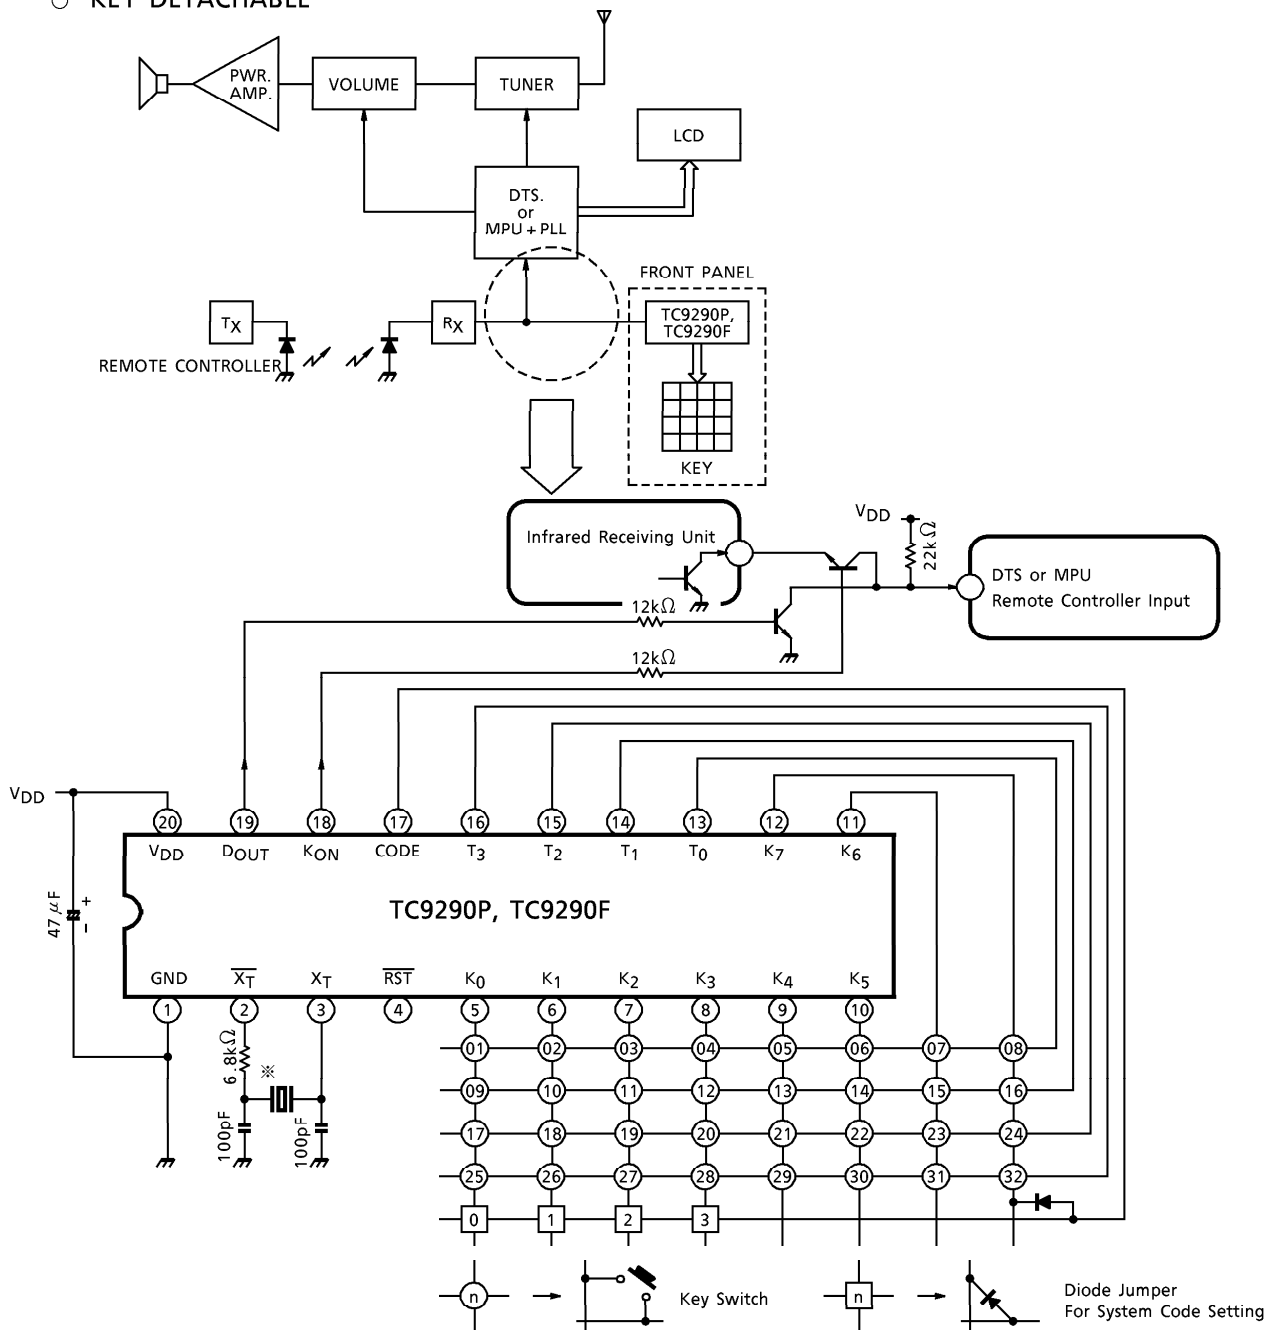 ○ KEY DETACHABLE
PWR.
AMP.
VOLUME
TUNER
LCD
DTS.
or
MPU + PLL
FRONT PANEL
TX
RX
TC9290P,
TC9290F
REMOTE CONTROLLER
KEY
Infrared Receiving Unit
VDD
22kΩ
DTS or MPU
Remote Controller Input
12kΩ
12kΩ
VDD
20 19 18 17 16 15 14 13 12 11
VDD DOUT KON CODE T3 T2 T1 T0 K7 K6
47μF
+
−
TC9290P, TC9290F
GND X̅T̅ XT R̅S̅T̅ K0 K1 K2 K3 K4 K5
1 2 3 4 5 6 7 8 9 10
6.8kΩ
※
100pF
100pF
01 02 03 04 05 06 07 08
09 10 11 12 13 14 15 16
17 18 19 20 21 22 23 24
25 26 27 28 29 30 31 32
0 1 2 3
n
Key Switch
n
Diode Jumper
For System Code Setting